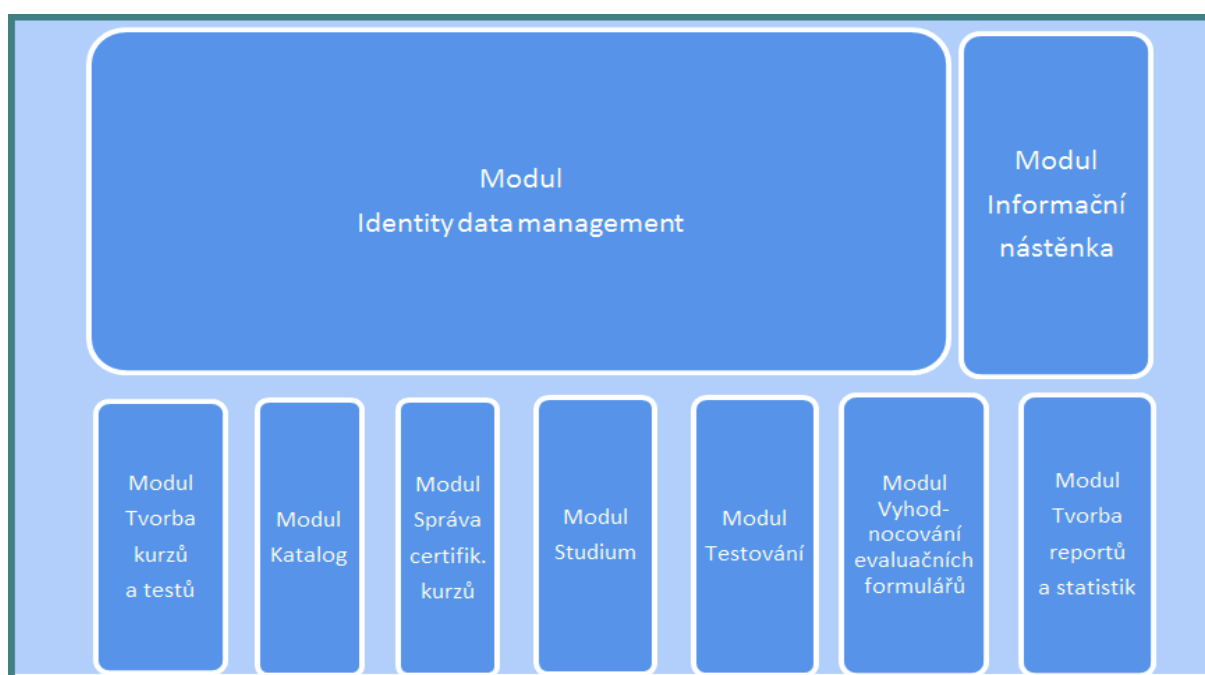 Modul
Identity data management
Modul
Informační
nástěnka
Modul
Tvorba
kurzů
a testů
Modul
Katalog
Modul
Správa
certifik.
kurzů
Modul
Studium
Modul
Testování
Modul
Vyhod-
nocování
evaluačních
formulářů
Modul
Tvorba
reportů
a statistik